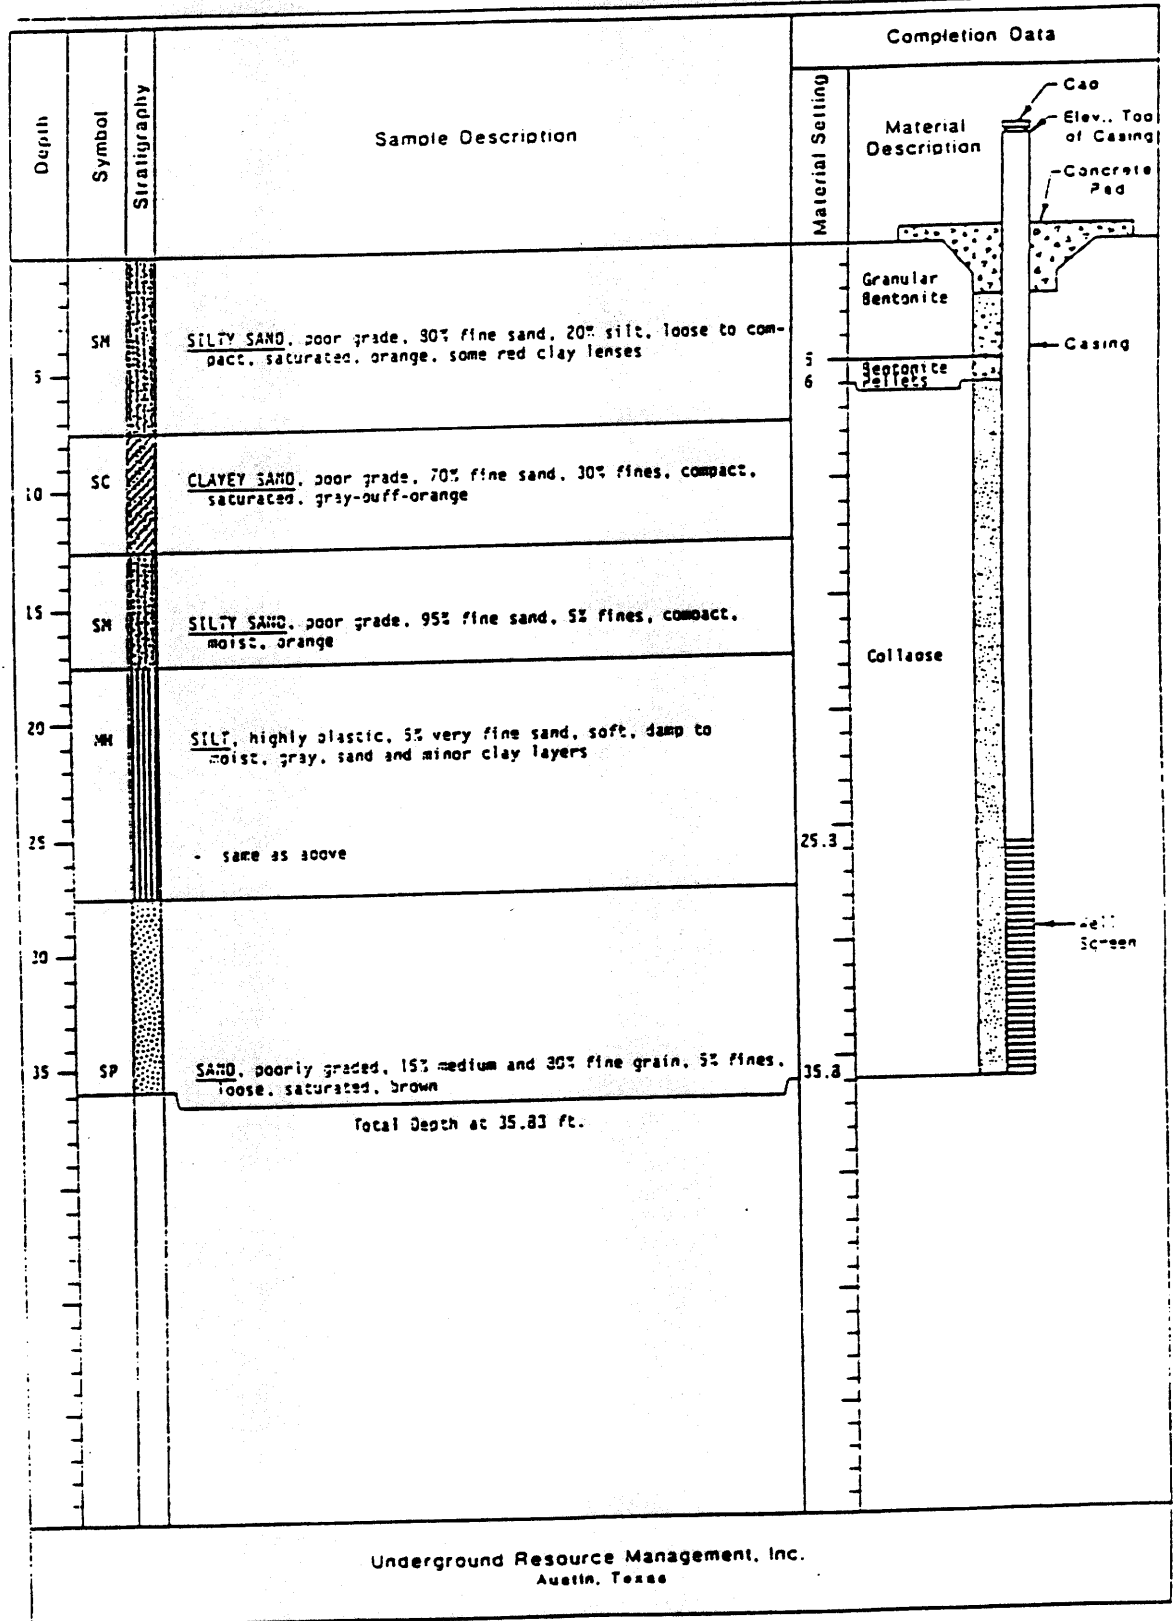 Completion Data
Depth
Symbol
Stratigraphy
Sample Description
Material Setting
Material Description
Cap
Elev., Top of Casing
Concrete Pad
Granular Bentonite
SM
SILTY SAND, poor grade, 80% fine sand, 20% silt, loose to com-
pact, saturated, orange, some red clay lenses
5
5
Bentonite
6
Pellets
Casing
SC
CLAYEY SAND, poor grade, 70% fine sand, 30% fines, compact,
saturated, gray-buff-orange
10
15
SM
SILTY SAND, poor grade, 95% fine sand, 5% fines, compact,
moist, orange
Collapse
20
MH
SILT, highly plastic, 5% very fine sand, soft, damp to
moist, gray, sand and minor clay layers
25
- same as above
25.3
30
Well Screen
35
SP
SAND, poorly graded, 15% medium and 80% fine grain, 5% fines,
loose, saturated, brown
35.8
Total Depth at 35.83 ft.
Underground Resource Management, Inc.
Austin, Texas